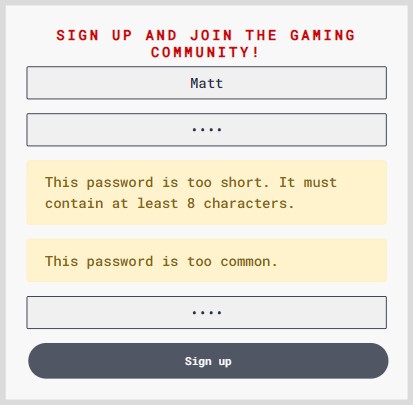 SIGN UP AND JOIN THE GAMING
COMMUNITY!
Matt
••••
This password is too short. It must
contain at least 8 characters.
This password is too common.
••••
Sign up